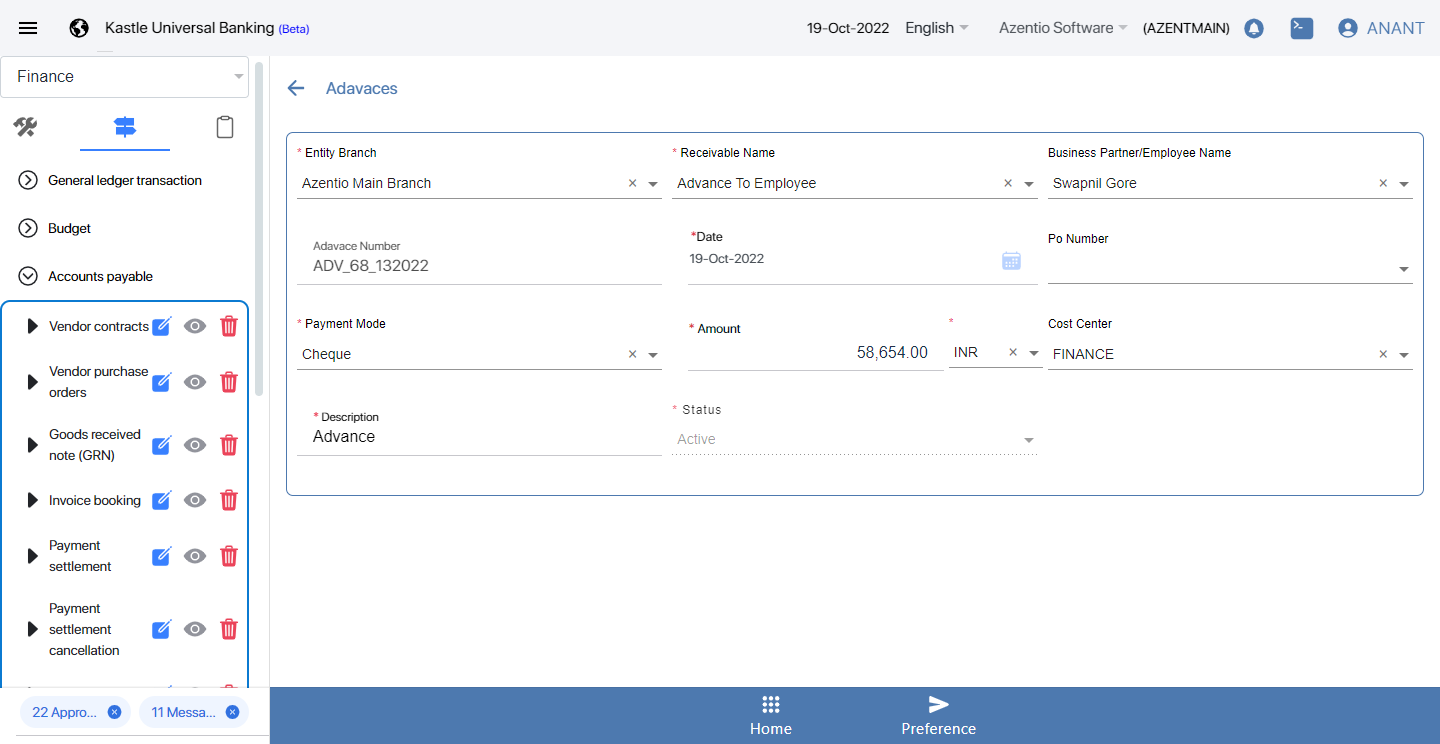 Kastle Universal Banking (Beta)
19-Oct-2022
English
Azentio Software
(AZENTMAIN)
ANANT
Finance
General ledger transaction
Budget
Accounts payable
Vendor contracts
Vendor purchase
orders
Goods received
note (GRN)
Invoice booking
Payment
settlement
Payment
settlement
cancellation
22 Appro...
11 Messa...
Adavaces
* Entity Branch
Azentio Main Branch
* Receivable Name
Advance To Employee
Business Partner/Employee Name
Swapnil Gore
Adavace Number
ADV_68_132022
*Date
19-Oct-2022
Po Number
* Payment Mode
Cheque
* Amount
58,654.00
*
INR
Cost Center
FINANCE
* Description
Advance
* Status
Active
Home
Preference